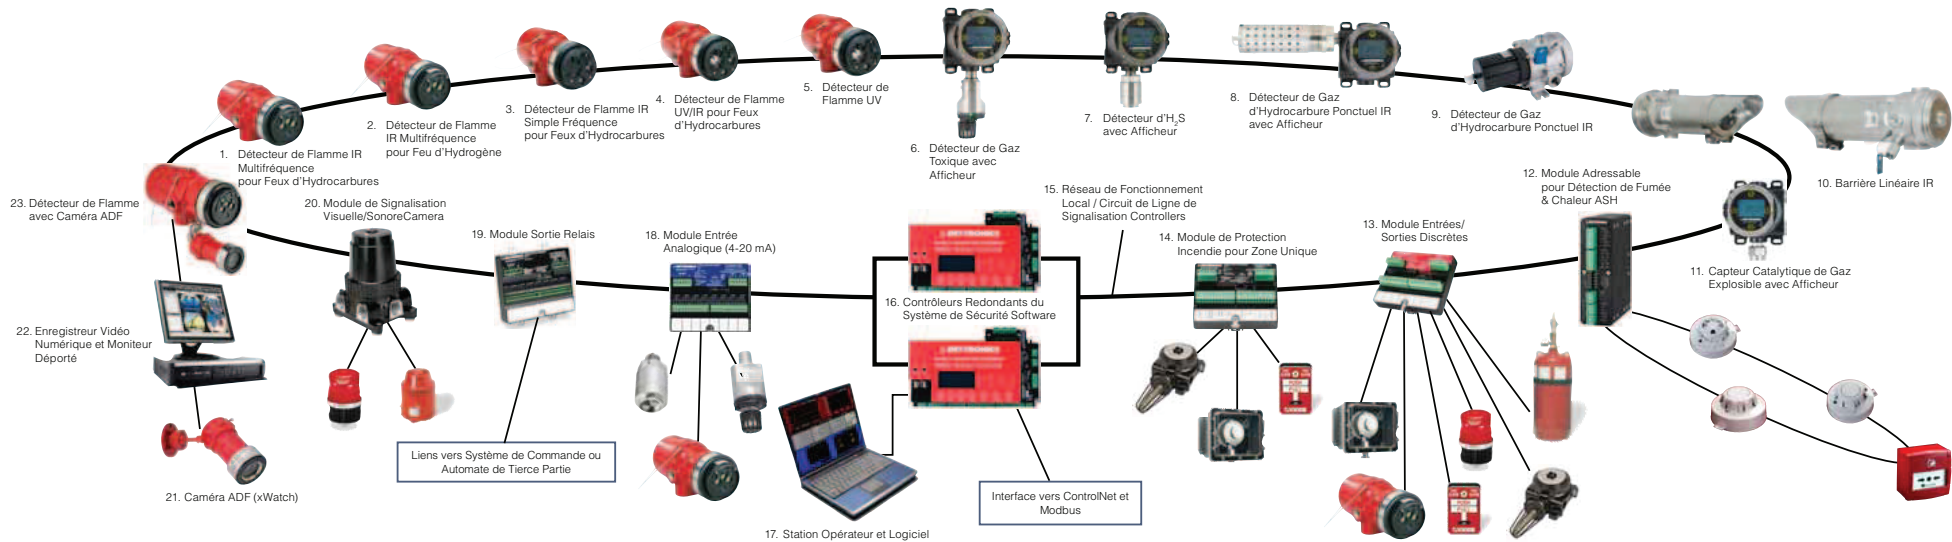 1. Détecteur de Flamme IR
Multifréquence
pour Feux d'Hydrocarbures
2. Détecteur de Flamme
IR Multifréquence
pour Feu d'Hydrogène
3. Détecteur de Flamme IR
Simple Fréquence
pour Feux d'Hydrocarbures
4. Détecteur de Flamme
UV/IR pour Feux
d'Hydrocarbures
5. Détecteur de
Flamme UV
6. Détecteur de Gaz
Toxique avec
Afficheur
7. Détecteur d'H₂S
avec Afficheur
8. Détecteur de Gaz
d'Hydrocarbure Ponctuel IR
avec Afficheur
9. Détecteur de Gaz
d'Hydrocarbure Ponctuel IR
10. Barrière Linéaire IR
11. Capteur Catalytique de Gaz
Explosible avec Afficheur
12. Module Adressable
pour Détection de Fumée
& Chaleur ASH
13. Module Entrées/
Sorties Discrètes
14. Module de Protection
Incendie pour Zone Unique
15. Réseau de Fonctionnement
Local / Circuit de Ligne de
Signalisation Controllers
16. Contrôleurs Redondants du
Système de Sécurité Software
17. Station Opérateur et Logiciel
Interface vers ControlNet et
Modbus
18. Module Entrée
Analogique (4-20 mA)
19. Module Sortie Relais
Liens vers Système de Commande ou
Automate de Tierce Partie
20. Module de Signalisation
Visuelle/SonoreCamera
21. Caméra ADF (xWatch)
22. Enregistreur Vidéo
Numérique et Moniteur
Déporté
23. Détecteur de Flamme
avec Caméra ADF